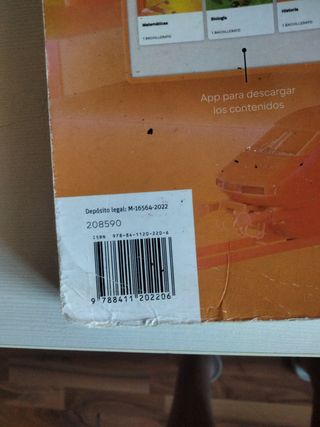 Matemáticas
1 BACHILLERATO
Biología
1 BACHILLERATO
Historia
1 BACHILLERATO
App para descargar
los contenidos
Depósito legal: M-16564-2022
208590
ISBN 978-84-1120-220-6
9 788411 202206